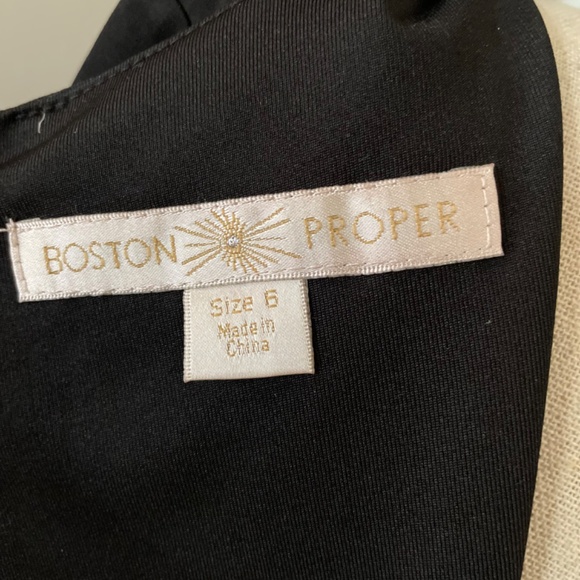 BOSTON PROPER
Size 6
Made in
China